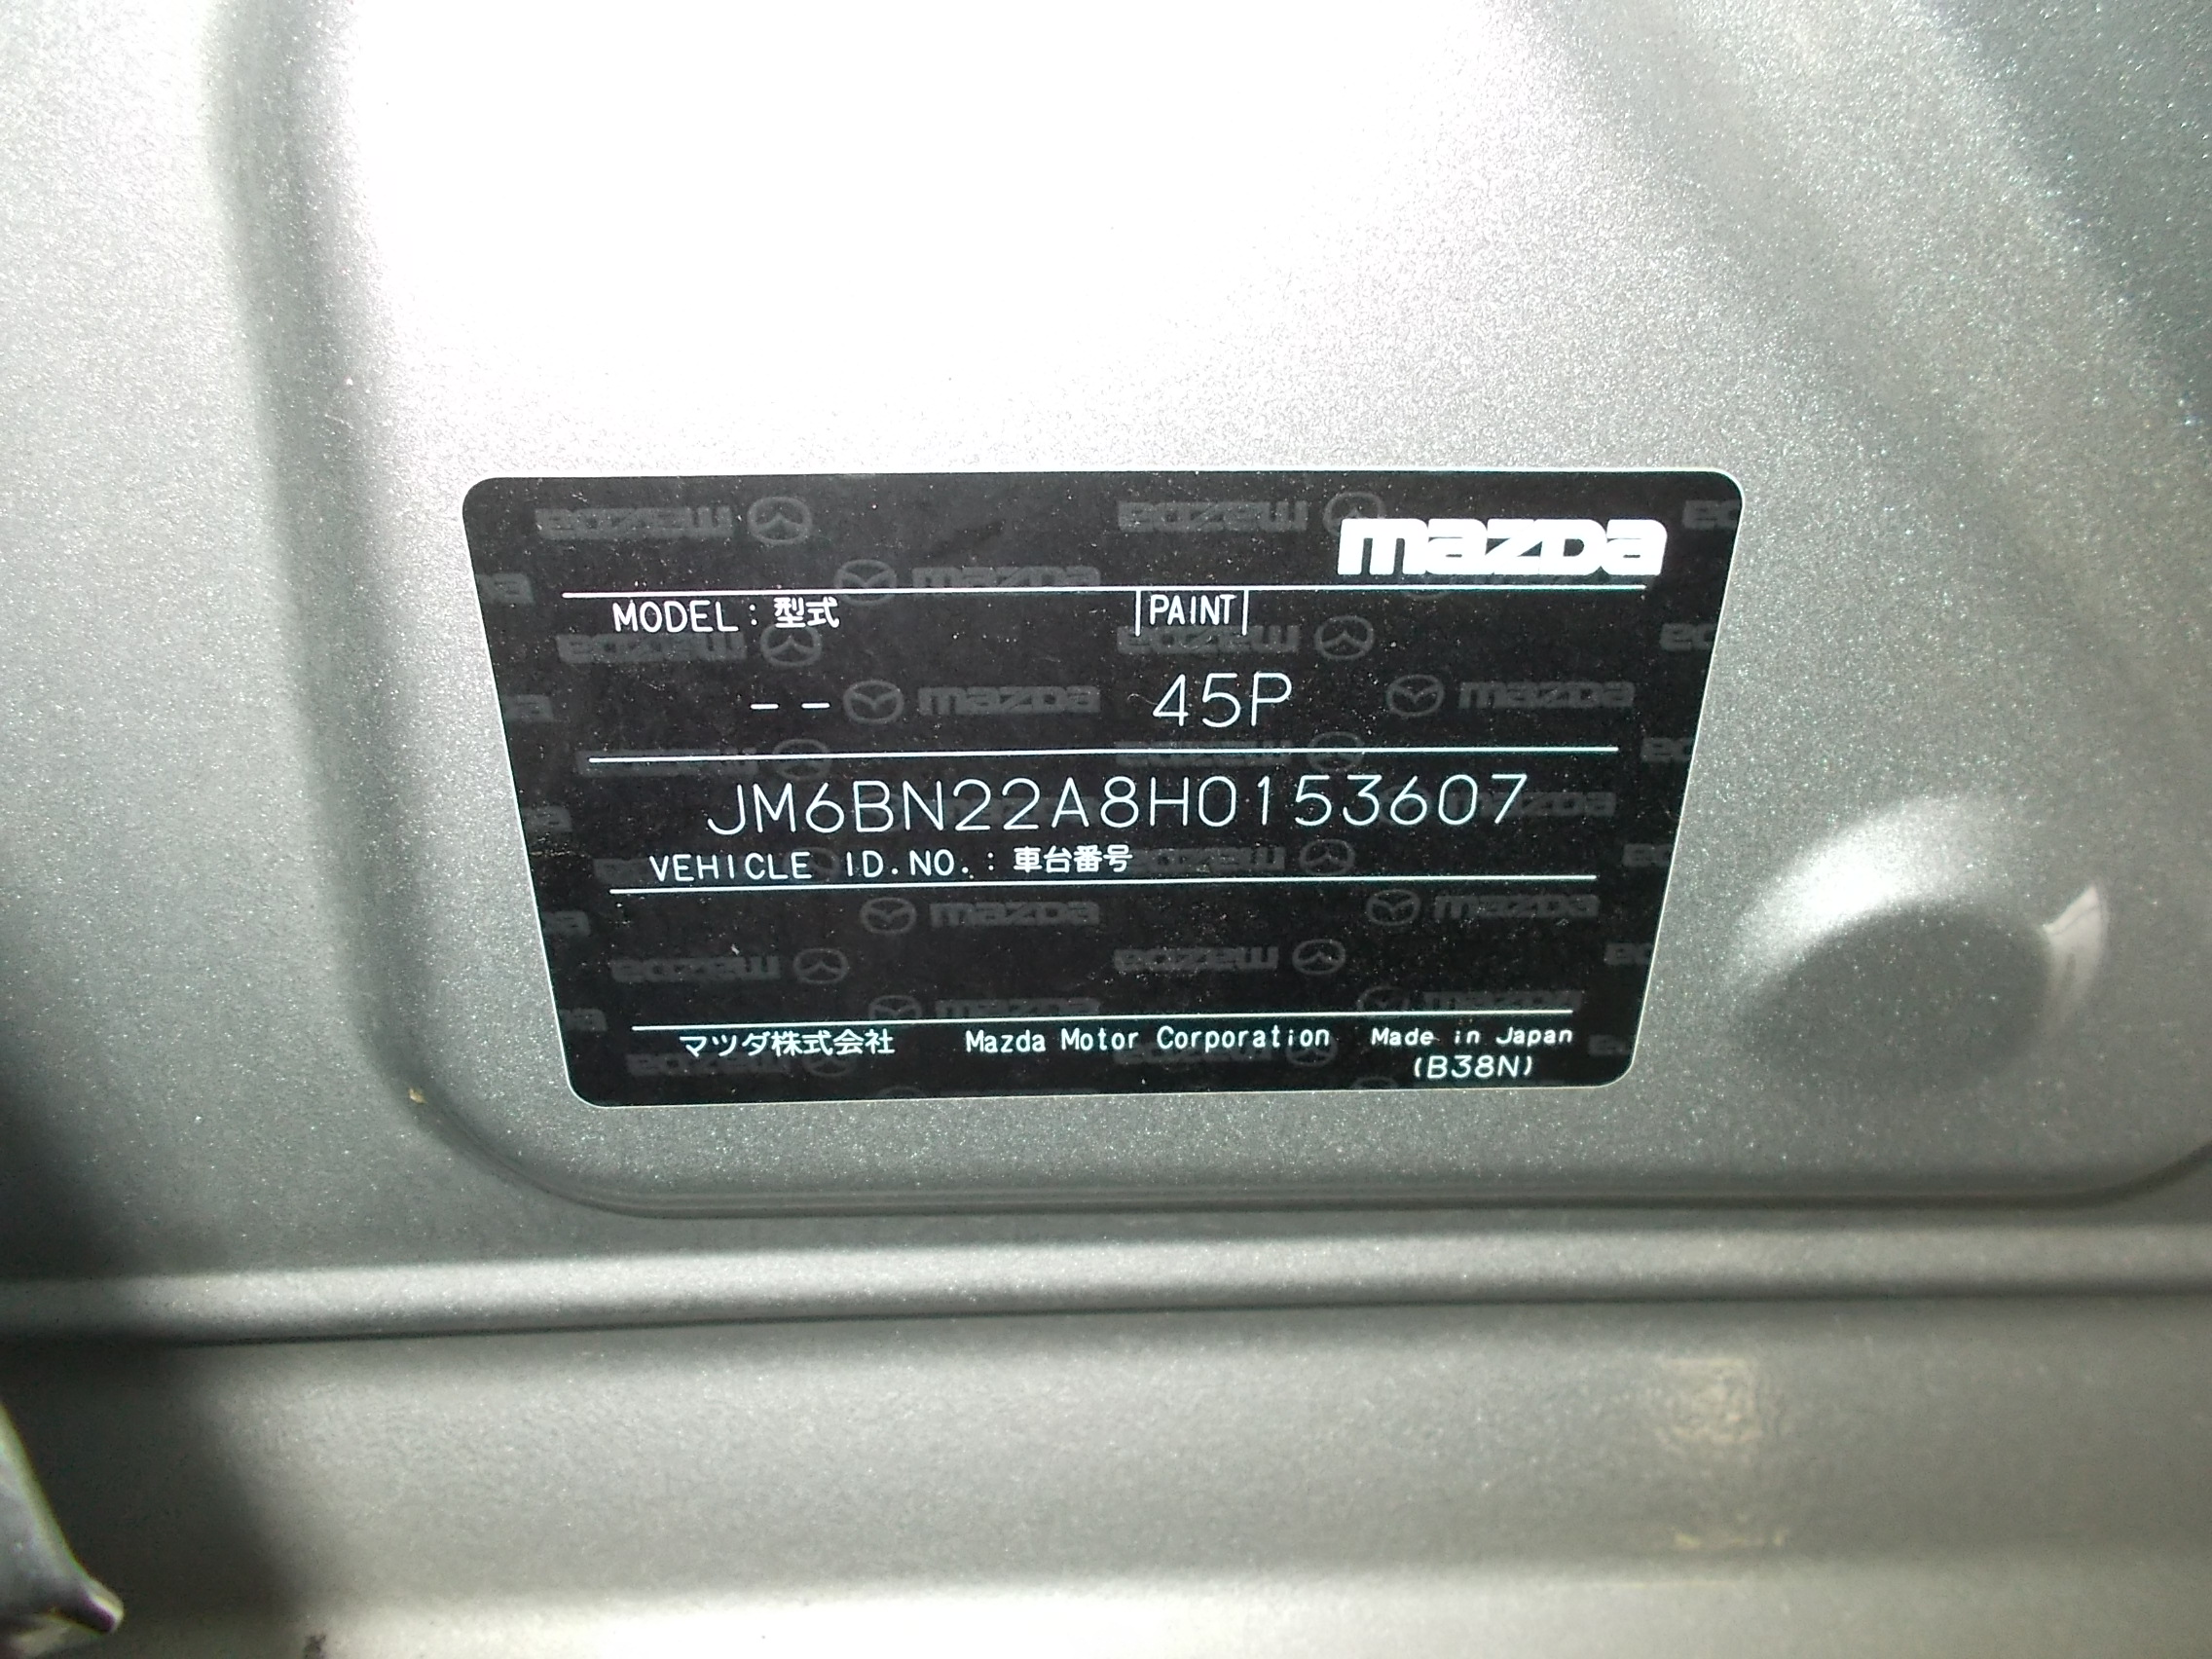 mazda
MODEL : 型式 |PAINT|
-- 45P
JM6BN22A8H0153607
VEHICLE ID.NO. : 車台番号
マツダ株式会社 Mazda Motor Corporation Made in Japan
(B38N)